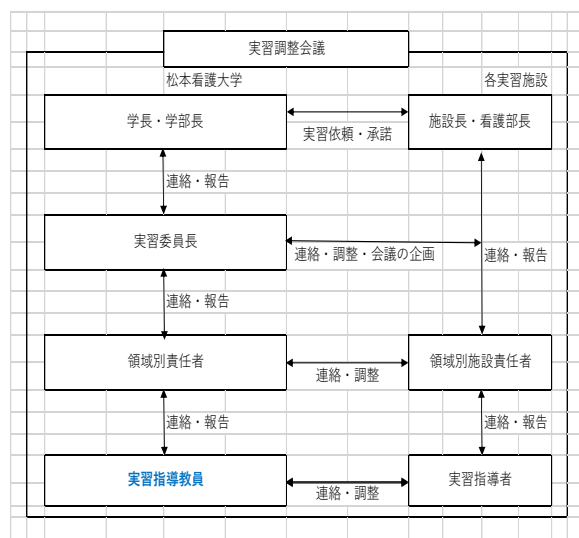 実習調整会議
松本看護大学
各実習施設
学長・学部長
施設長・看護部長
実習依頼・承諾
連絡・報告
実習委員長
連絡・調整・会議の企画
連絡・報告
連絡・報告
領域別責任者
領域別施設責任者
連絡・調整
連絡・報告
連絡・報告
実習指導教員
実習指導者
連絡・調整